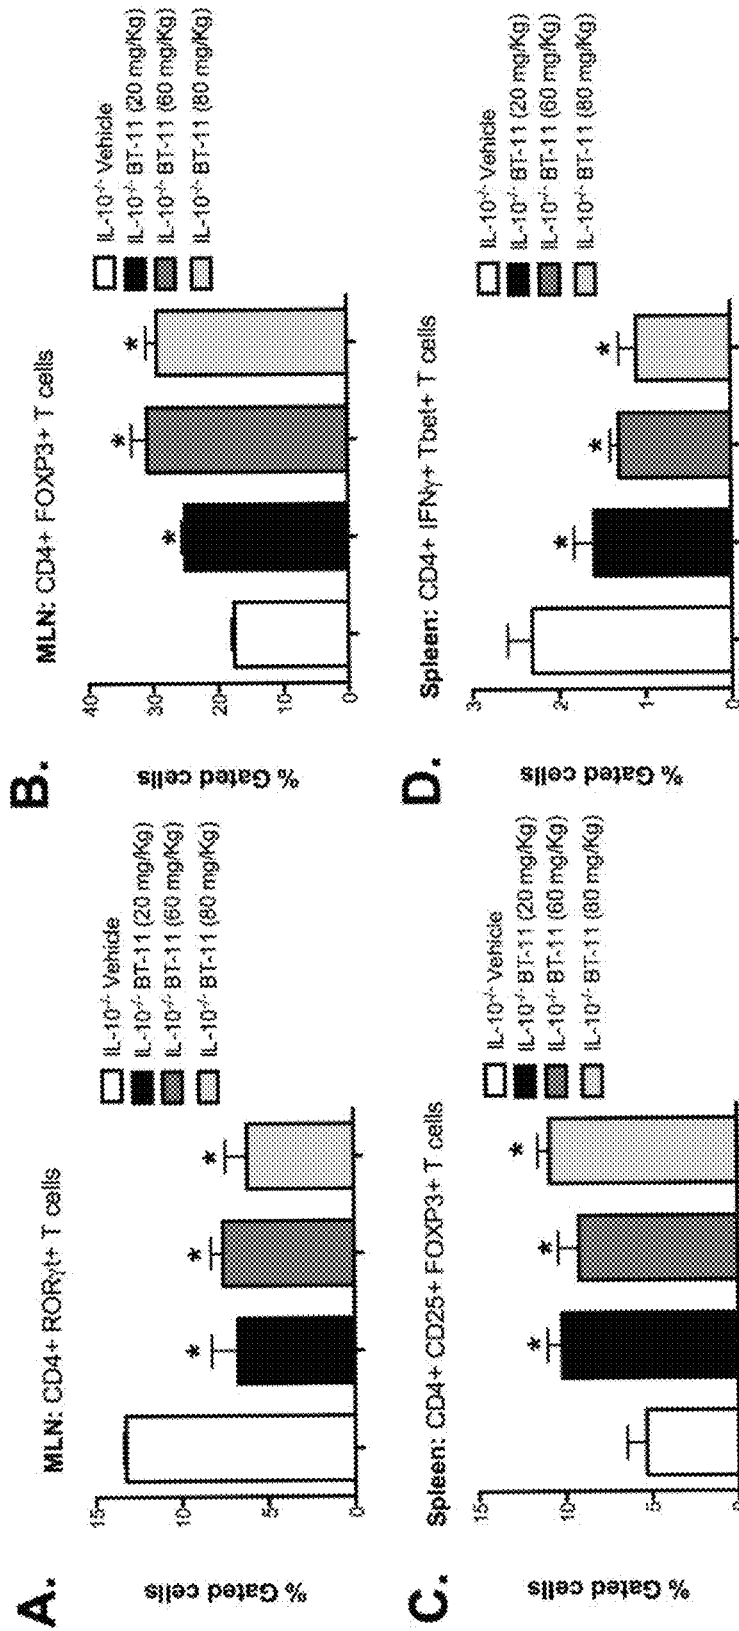 A.
MLN: CD4+ RORγt+ T cells
% Gated cells
15
10
5
0
IL-10-/- Vehicle
IL-10-/- BT-11 (20 mg/Kg)
IL-10-/- BT-11 (60 mg/Kg)
IL-10-/- BT-11 (80 mg/Kg)
* * *
B.
MLN: CD4+ FOXP3+ T cells
% Gated cells
40
30
20
10
0
IL-10-/- Vehicle
IL-10-/- BT-11 (20 mg/Kg)
IL-10-/- BT-11 (60 mg/Kg)
IL-10-/- BT-11 (80 mg/Kg)
* * *
C.
Spleen: CD4+ CD25+ FOXP3+ T cells
% Gated cells
15
10
5
0
IL-10-/- Vehicle
IL-10-/- BT-11 (20 mg/Kg)
IL-10-/- BT-11 (60 mg/Kg)
IL-10-/- BT-11 (80 mg/Kg)
* * *
D.
Spleen: CD4+ IFNγ+ Tbet+ T cells
% Gated cells
3
2
1
0
IL-10-/- Vehicle
IL-10-/- BT-11 (20 mg/Kg)
IL-10-/- BT-11 (60 mg/Kg)
IL-10-/- BT-11 (80 mg/Kg)
* * *